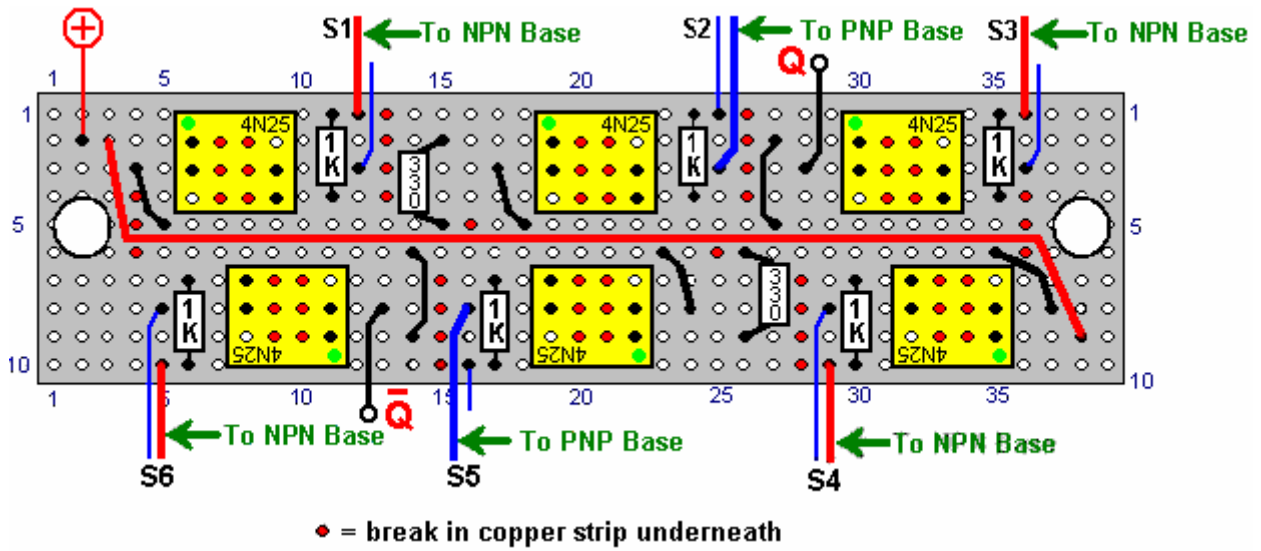 S1 To NPN Base S2 To PNP Base S3 To NPN Base
Q
1 5 10 15 20 25 30 35
1 4N25 1K 4N25 1K 4N25 1K 1
330
5 5
330
1K 4N25 1K 4N25 1K 4N25
10 10
1 5 10 15 20 25 30 35
Q̅
To NPN Base To PNP Base To NPN Base
S6 S5 S4
= break in copper strip underneath